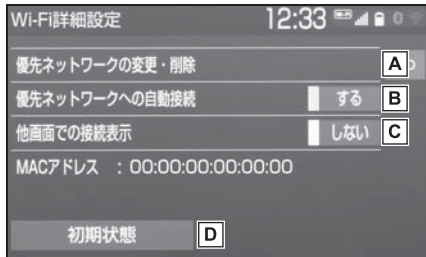 Wi-Fi詳細設定 12:33
優先ネットワークの変更・削除 A
優先ネットワークへの自動接続 する B
他画面での接続表示 しない C
MACアドレス : 00:00:00:00:00:00
初期状態 D